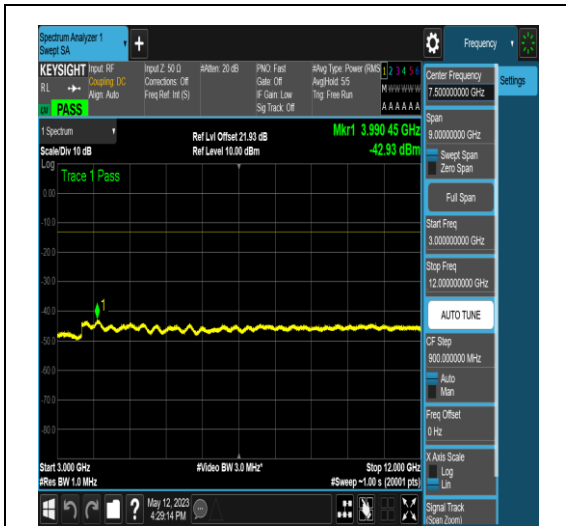 Spectrum Analyzer 1
Swept SA
Frequency
KEYSIGHT
RL
PASS
Input: RF
Coupling: DC
Align: Auto
Input Z: 50 Ω
Corrections: Off
Freq Ref: Int (S)
#Atten: 20 dB
PNO: Fast
Gate: Off
IF Gain: Low
Sig Track: Off
#Avg Type: Power (RMS
Avg|Hold: 5/5
Trig: Free Run
1 2 3 4 5 6
M W W W W W
A A A A A A
1 Spectrum
Scale/Div 10 dB
Ref Lvl Offset 21.93 dB
Ref Level 10.00 dBm
Mkr1 3.990 45 GHz
-42.93 dBm
Log
Trace 1 Pass
0.00
-10.0
-20.0
-30.0
-40.0
-50.0
-60.0
-70.0
-80.0
1
Start 3.000 GHz
#Res BW 1.0 MHz
#Video BW 3.0 MHz*
Stop 12.000 GHz
#Sweep ~1.00 s (20001 pts)
May 12, 2023
4:29:14 PM
Center Frequency
7.500000000 GHz
Settings
Span
9.00000000 GHz
Swept Span
Zero Span
Full Span
Start Freq
3.000000000 GHz
Stop Freq
12.000000000 GHz
AUTO TUNE
CF Step
900.000000 MHz
Auto
Man
Freq Offset
0 Hz
X Axis Scale
Log
Lin
Signal Track
(Span Zoom)